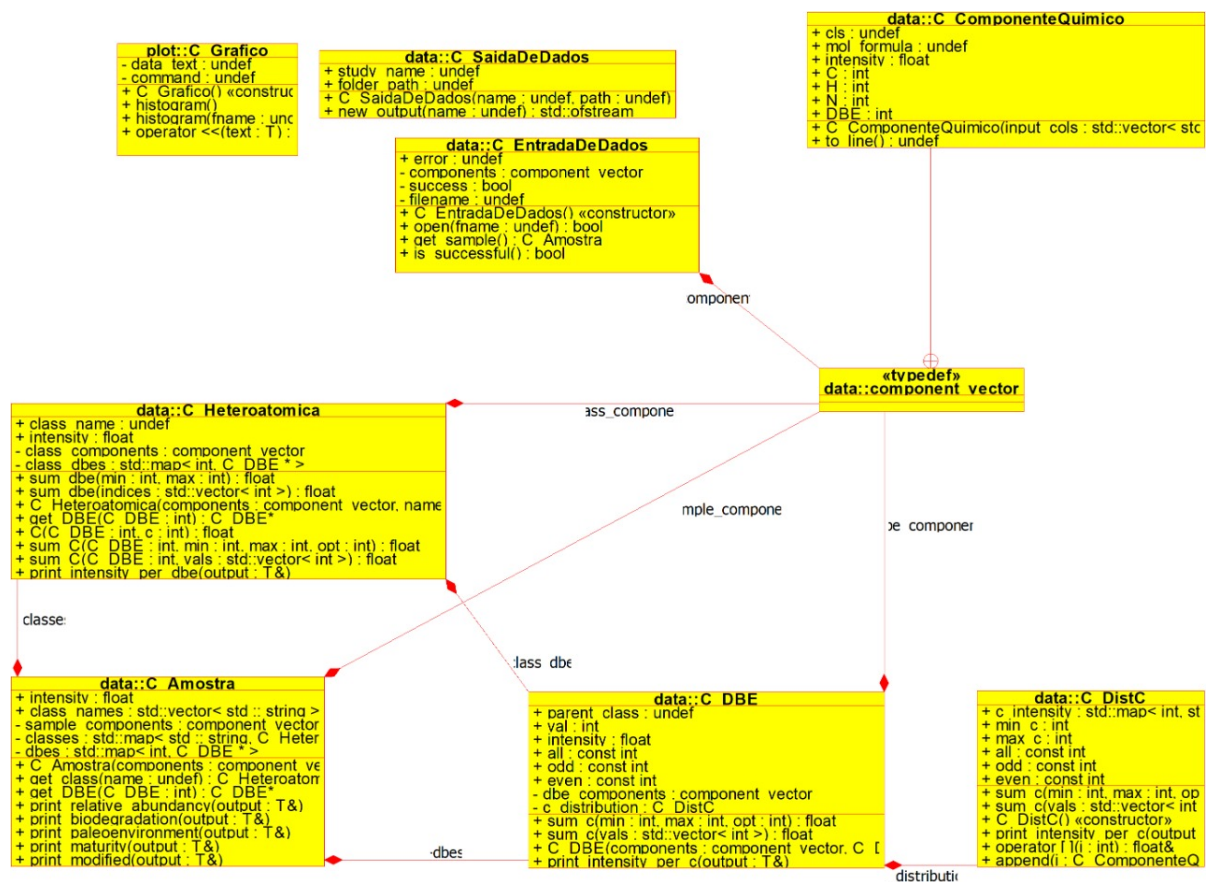 plot::C_Grafico
- data_text : undef
- command : undef
+ C_Grafico() «construc
+ histogram()
+ histogram(fname : und
+ operator <<(text : T) :
data::C_SaidaDeDados
+ study_name : undef
+ folder_path : undef
+ C_SaidaDeDados(name : undef, path : undef)
+ new_output(name : undef) : std::ofstream
data::C_ComponenteQuimico
+ cls : undef
+ mol_formula : undef
+ intensity : float
+ C : int
+ H : int
+ N : int
+ DBE : int
+ C_ComponenteQuimico(input_cols : std::vector< std
+ to_line() : undef
data::C_EntradaDeDados
+ error : undef
- components : component_vector
- success : bool
- filename : undef
+ C_EntradaDeDados() «constructor»
+ open(fname : undef) : bool
+ get_sample() : C_Amostra
+ is_successful() : bool
omponent
«typedef»
data::component_vector
data::C_Heteroatomica
+ class_name : undef
+ intensity : float
- class_components : component_vector
- class_dbes : std::map< int, C_DBE * >
+ sum_dbe(min : int, max : int) : float
+ sum_dbe(indices : std::vector< int >) : float
+ C_Heteroatomica(components : component_vector, name
+ get_DBE(C_DBE : int) : C_DBE*
+ C(C_DBE : int, c : int) : float
+ sum_C(C_DBE : int, min : int, max : int, opt : int) : float
+ sum_C(C_DBE : int, vals : std::vector< int >) : float
+ print_intensity_per_dbe(output : T&)
ass_compone
mple_compone
be_componer
classe
lass_dbe
data::C_Amostra
+ intensity : float
+ class_names : std::vector< std :: string >
- sample_components : component_vector
- classes : std::map< std :: string, C_Heter
- dbes : std::map< int, C_DBE * >
+ C_Amostra(components : component_ve
+ get_class(name : undef) : C_Heteroatom
+ get_DBE(C_DBE : int) : C_DBE*
+ print_relative_abundancy(output : T&)
+ print_biodegradation(output : T&)
+ print_paleoenvironment(output : T&)
+ print_maturity(output : T&)
+ print_modified(output : T&)
dbes
data::C_DBE
+ parent_class : undef
+ val : int
+ intensity : float
+ all : const int
+ odd : const int
+ even : const int
- dbe_components : component_vector
- c_distribution : C_DistC
+ sum_c(min : int, max : int, opt : int) : float
+ sum_c(vals : std::vector< int >) : float
+ C_DBE(components : component_vector, C_D
+ print_intensity_per_c(output : T&)
distributi
data::C_DistC
+ c_intensity : std::map< int, st
+ min_c : int
+ max_c : int
+ all : const int
+ odd : const int
+ even : const int
+ sum_c(min : int, max : int, op
+ sum_c(vals : std::vector< int
+ C_DistC() «constructor»
+ print_intensity_per_c(output
+ operator [](i : int) : float&
+ append(i : C_ComponenteQ